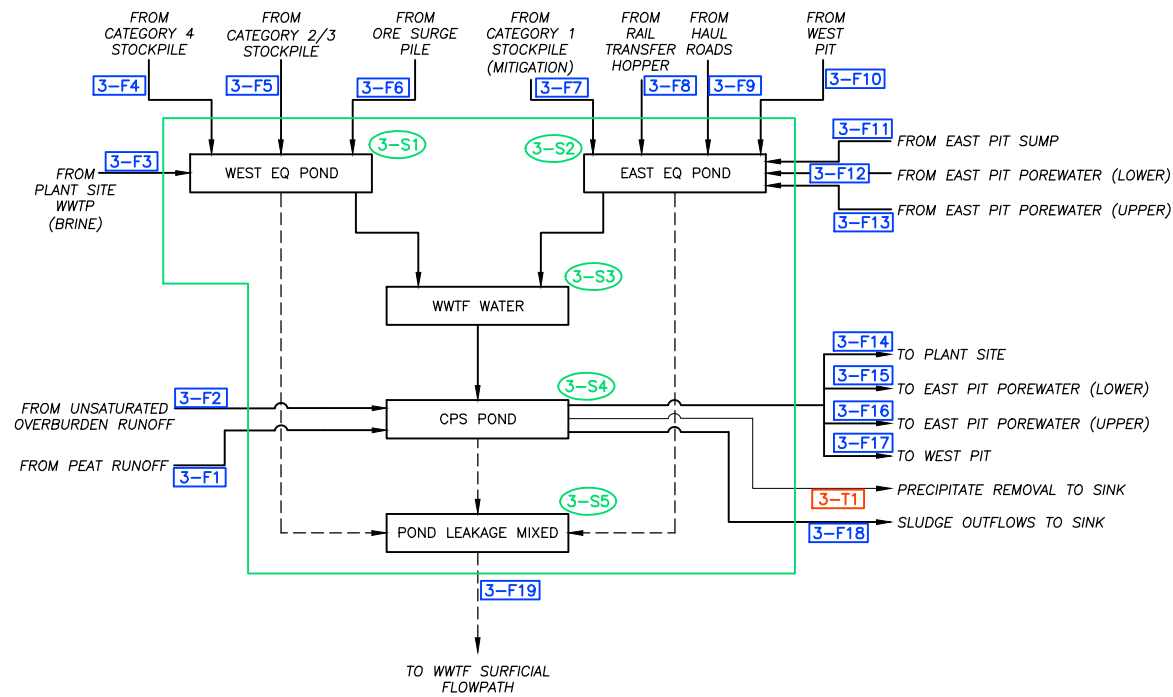 FROM
CATEGORY 4
STOCKPILE
FROM
CATEGORY 2/3
STOCKPILE
FROM
ORE SURGE
PILE
FROM
CATEGORY 1
STOCKPILE
(MITIGATION)
FROM
RAIL
TRANSFER
HOPPER
FROM
HAUL
ROADS
FROM
WEST
PIT
3-F4
3-F5
3-F6
3-F7
3-F8
3-F9
3-F10
3-S1
3-S2
3-F11
FROM EAST PIT SUMP
3-F3
FROM
PLANT SITE
WWTP
(BRINE)
WEST EQ POND
EAST EQ POND
3-F12
FROM EAST PIT POREWATER (LOWER)
3-F13
FROM EAST PIT POREWATER (UPPER)
3-S3
WWTF WATER
3-F14
TO PLANT SITE
3-F15
TO EAST PIT POREWATER (LOWER)
3-F16
TO EAST PIT POREWATER (UPPER)
3-F17
TO WEST PIT
3-S4
3-F2
FROM UNSATURATED
OVERBURDEN RUNOFF
CPS POND
FROM PEAT RUNOFF
3-F1
3-T1
PRECIPITATE REMOVAL TO SINK
3-F18
SLUDGE OUTFLOWS TO SINK
3-S5
POND LEAKAGE MIXED
3-F19
TO WWTF SURFICIAL
FLOWPATH